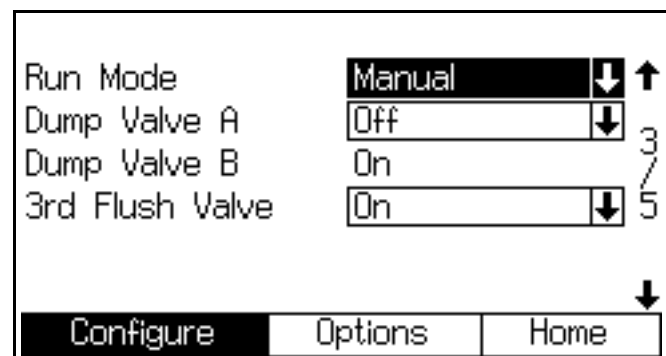 Run Mode Manual
Dump Valve A Off
Dump Valve B On
3rd Flush Valve On
3/5
Configure Options Home